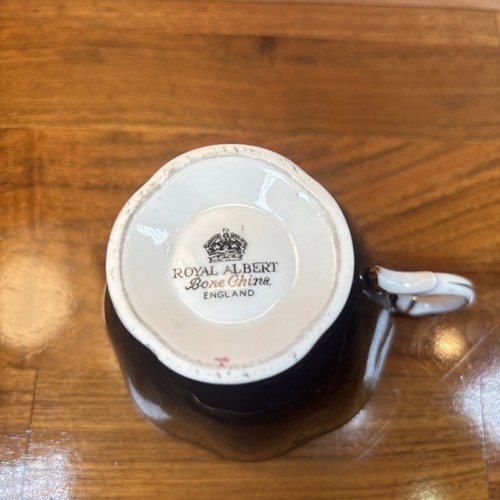 ROYAL ALBERT
Bone China
ENGLAND